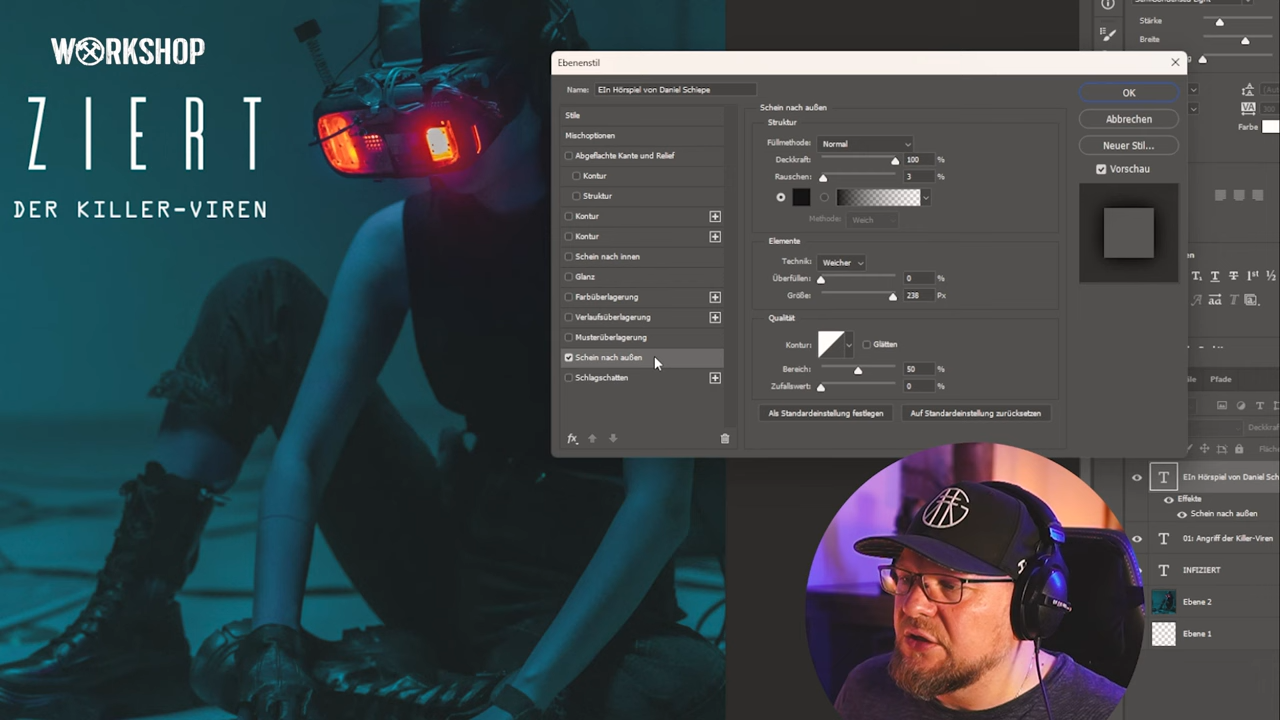 WORKSHOP
ZIERT
DER KILLER-VIREN
Ebenenstil
Name: EIn Hörspiel von Daniel Schiepe
Stile
Mischoptionen
Abgeflachte Kante und Relief
Kontur
Struktur
Kontur
Kontur
Schein nach innen
Glanz
Farbüberlagerung
Verlaufsüberlagerung
Musterüberlagerung
Schein nach außen
Schlagschatten
fx
Schein nach außen
Struktur
Füllmethode: Normal
Deckkraft: 100 %
Rauschen: 3 %
Methode: Weich
Elemente
Technik: Weicher
Überfüllen: 0 %
Größe: 238 Px
Qualität
Kontur: Glätten
Bereich: 50 %
Zufallswert: 0 %
Als Standardeinstellung festlegen
Auf Standardeinstellung zurücksetzen
OK
Abbrechen
Neuer Stil...
Vorschau
Stärke
Breite
Farbe
Pfade
EIn Hörspiel von Daniel Sch
Effekte
Schein nach außen
01: Angriff der Killer-Viren
INFIZIERT
Ebene 2
Ebene 1